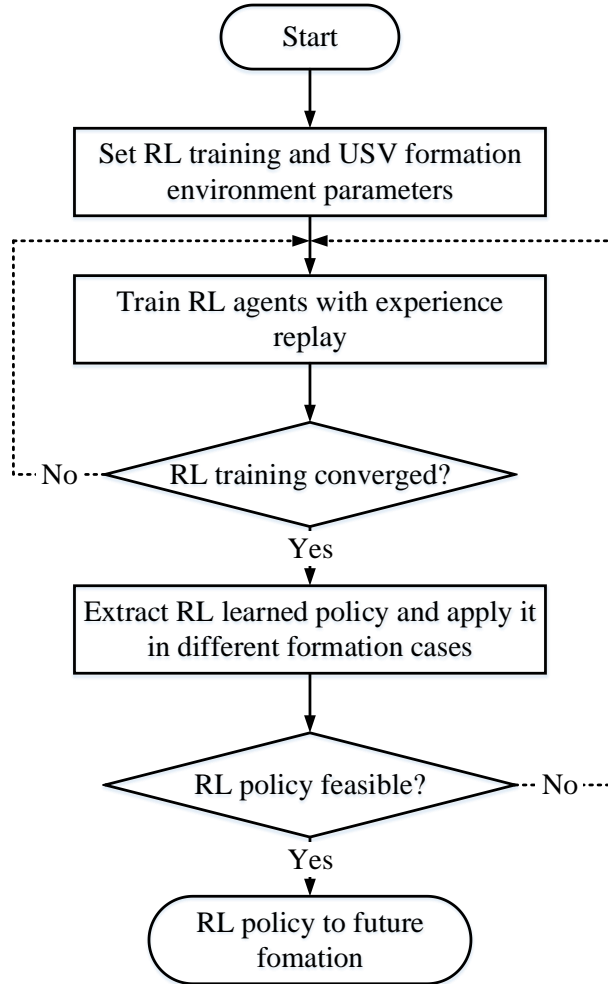 Start
Set RL training and USV formation
environment parameters
Train RL agents with experience
replay
RL training converged?
No
Yes
Extract RL learned policy and apply it
in different formation cases
RL policy feasible?
No
Yes
RL policy to future
fomation